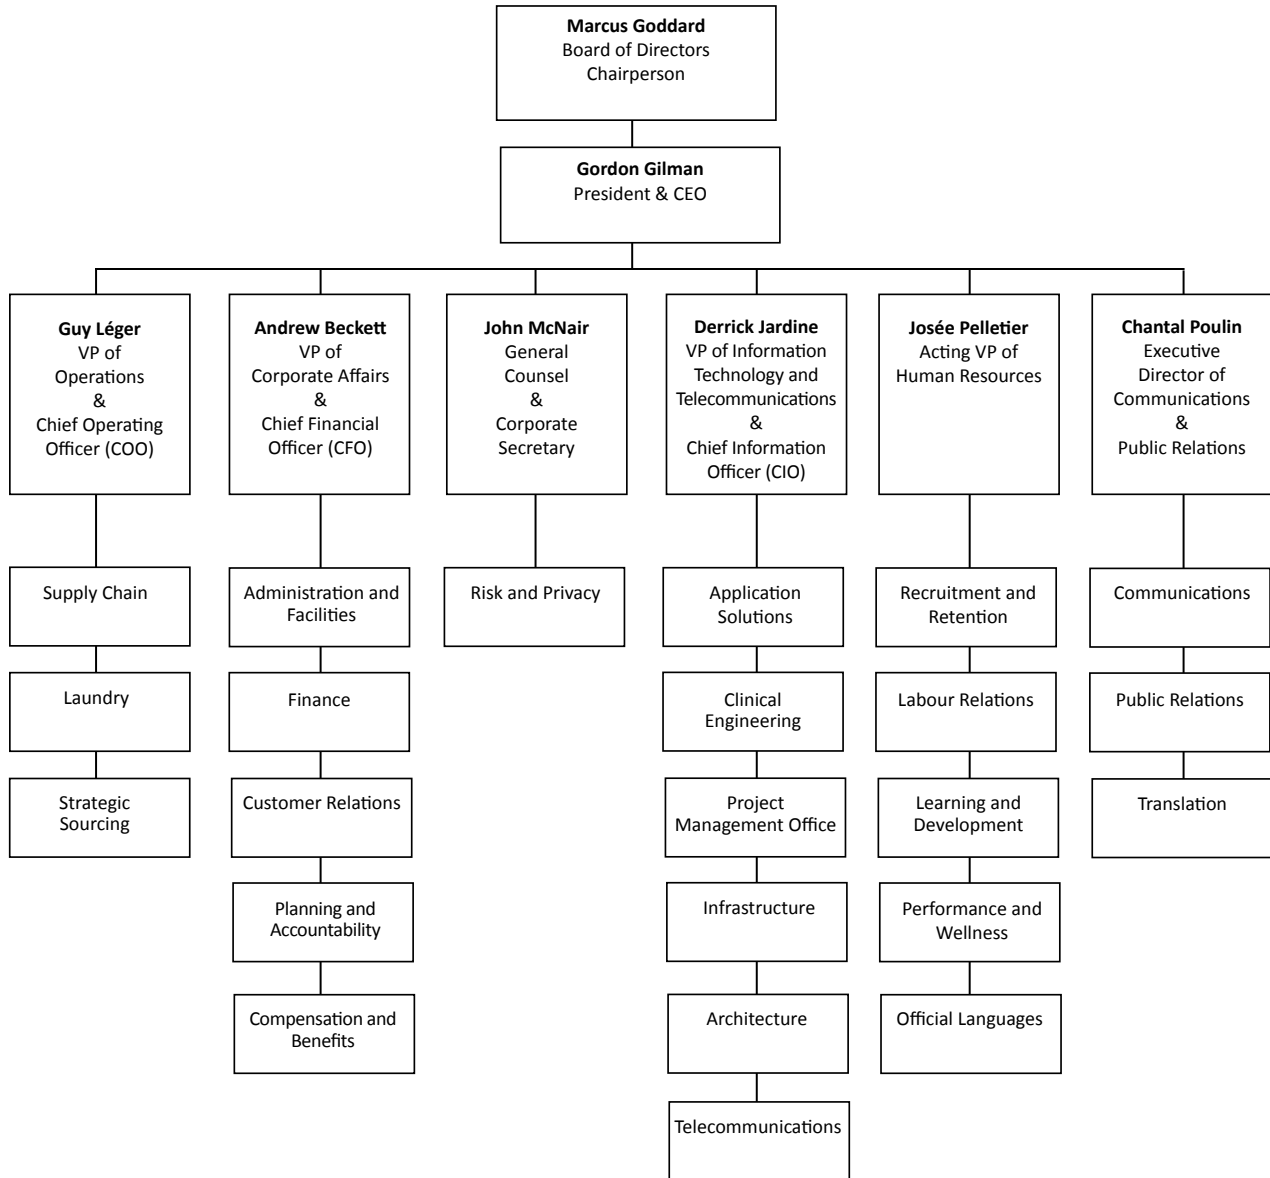 Marcus Goddard
Board of Directors
Chairperson
Gordon Gilman
President & CEO
Guy Léger
VP of
Operations
&
Chief Operating
Officer (COO)
Andrew Beckett
VP of
Corporate Affairs
&
Chief Financial
Officer (CFO)
John McNair
General
Counsel
&
Corporate
Secretary
Derrick Jardine
VP of Information
Technology and
Telecommunications
&
Chief Information
Officer (CIO)
Josée Pelletier
Acting VP of
Human Resources
Chantal Poulin
Executive
Director of
Communications
&
Public Relations
Supply Chain
Laundry
Strategic
Sourcing
Administration and
Facilities
Finance
Customer Relations
Planning and
Accountability
Compensation and
Benefits
Risk and Privacy
Application
Solutions
Clinical
Engineering
Project
Management Office
Infrastructure
Architecture
Telecommunications
Recruitment and
Retention
Labour Relations
Learning and
Development
Performance and
Wellness
Official Languages
Communications
Public Relations
Translation